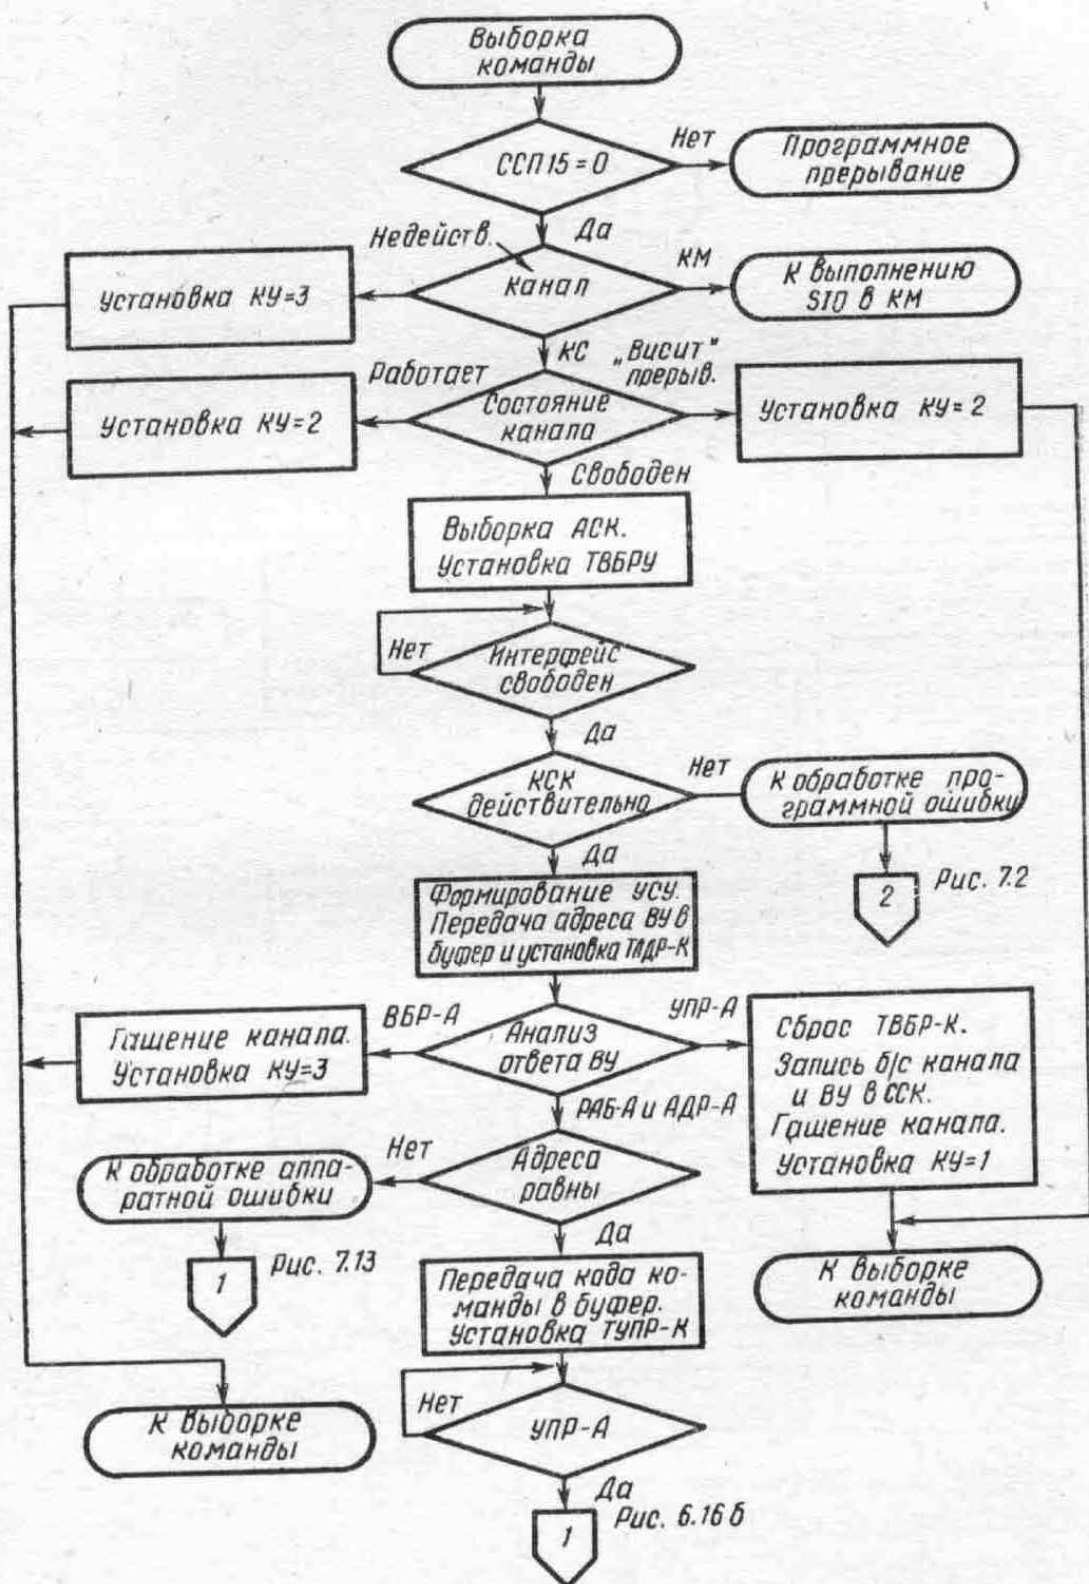 Выборка
команды
ССП15=0
Нет
Программное
прерывание
Да
Недейств.
Канал
КМ
К выполнению
SIO в КМ
Установка КУ=3
КС
Работает
„Висит"
прерыв.
Состояние
канала
Установка КУ=2
Установка КУ=2
Свободен
Выборка АСК.
Установка ТВБРУ
Нет
Интерфейс
свободен
Да
КСК
действительно
Нет
К обработке про-
граммной ошибки
Да
2
Рис. 7.2
Формирование УСУ.
Передача адреса ВУ в
буфер и установка ТАДР-К
ВБР-А
Анализ
ответа ВУ
УПР-А
Гашение канала.
Установка КУ=3
Сброс ТВБР-К.
Запись б/с канала
и ВУ в ССК.
Гашение канала.
Установка КУ=1
РАБ-А и АДР-А
Нет
Адреса
равны
К обработке аппа-
ратной ошибки
Да
1
Рис. 7.13
Передача кода ко-
манды в буфер.
Установка ТУПР-К
К выборке
команды
Нет
УПР-А
К выборке
команды
Да
1
Рис. 6.16 б